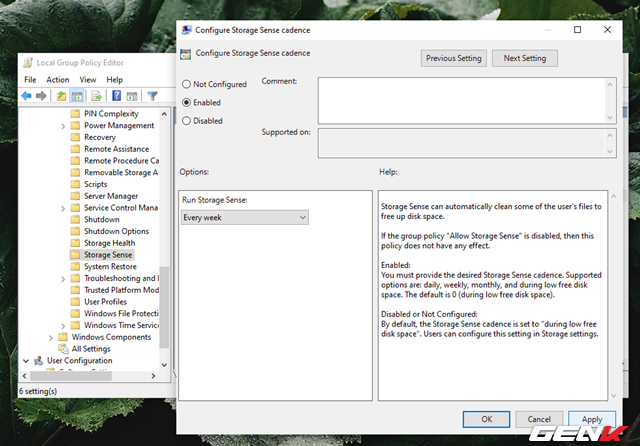 Local Group Policy Editor
File Action View Help
PIN Complexity
Power Management
Recovery
Remote Assistance
Remote Procedure Ca
Removable Storage A
Scripts
Server Manager
Service Control Mana
Shutdown
Shutdown Options
Storage Health
Storage Sense
System Restore
Troubleshooting and
Trusted Platform Mod
User Profiles
Windows File Protecti
Windows Time Service
Windows Components
All Settings
User Configuration
6 setting(s)
Configure Storage Sense cadence
Configure Storage Sense cadence
Previous Setting Next Setting
Not Configured
Enabled
Disabled
Comment:
Supported on:
Options: Help:
Run Storage Sense:
Every week
Storage Sense can automatically clean some of the user's files to
free up disk space.
If the group policy "Allow Storage Sense" is disabled, then this
policy does not have any effect.
Enabled:
You must provide the desired Storage Sense cadence. Supported
options are: daily, weekly, monthly, and during low free disk
space. The default is 0 (during low free disk space).
Disabled or Not Configured:
By default, the Storage Sense cadence is set to "during low free
disk space". Users can configure this setting in Storage settings.
OK Cancel Apply
GENK